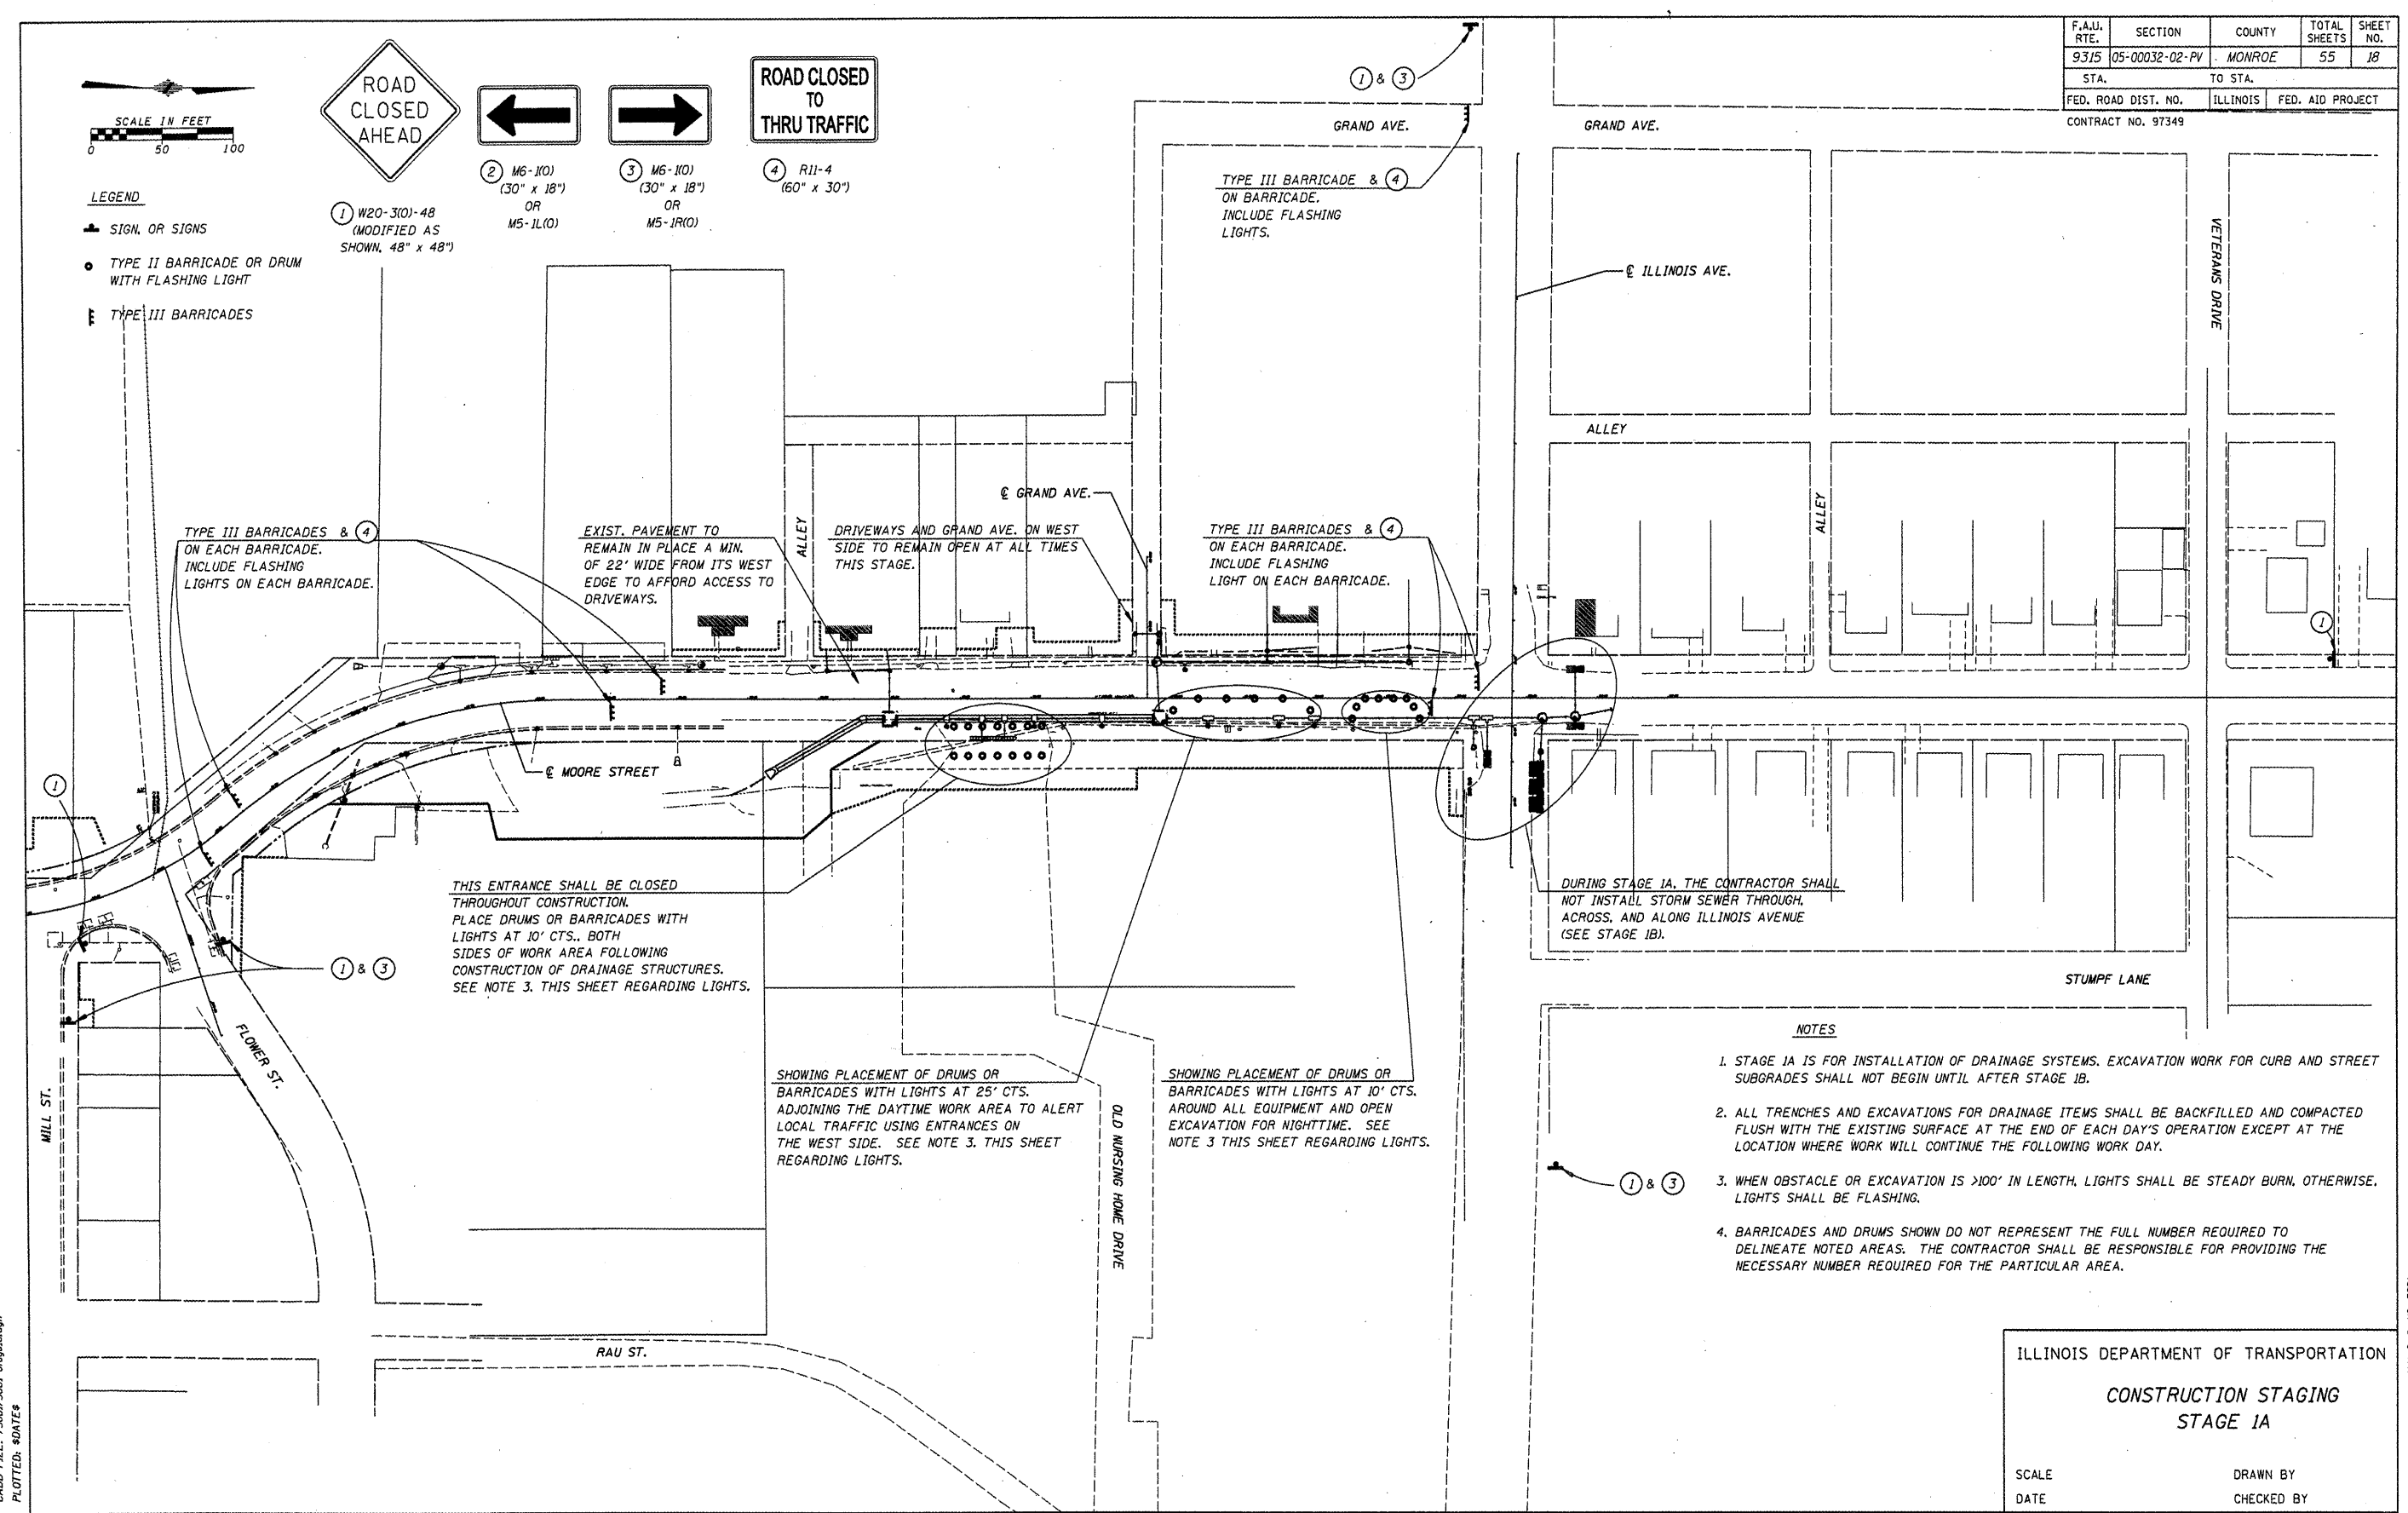 F.A.U. RTE. SECTION COUNTY TOTAL SHEETS SHEET NO.
9315 05-00032-02-PV MONROE 55 18
STA. TO STA.
FED. ROAD DIST. NO. ILLINOIS FED. AID PROJECT
CONTRACT NO. 97349
SCALE IN FEET
0 50 100
LEGEND
SIGN, OR SIGNS
TYPE II BARRICADE OR DRUM
WITH FLASHING LIGHT
TYPE III BARRICADES
ROAD
CLOSED
AHEAD
1 W20-3(O)-48
(MODIFIED AS
SHOWN, 48" x 48")
2 M6-1(O)
(30" x 18")
OR
M5-1L(O)
3 M6-1(O)
(30" x 18")
OR
M5-1R(O)
ROAD CLOSED
TO
THRU TRAFFIC
4 R11-4
(60" x 30")
1 & 3
GRAND AVE.
GRAND AVE.
TYPE III BARRICADE & 4
ON BARRICADE.
INCLUDE FLASHING
LIGHTS.
℄ ILLINOIS AVE.
VETERANS DRIVE
ALLEY
ALLEY
ALLEY
℄ GRAND AVE.
TYPE III BARRICADES & 4
ON EACH BARRICADE.
INCLUDE FLASHING
LIGHTS ON EACH BARRICADE.
EXIST. PAVEMENT TO
REMAIN IN PLACE A MIN.
OF 22' WIDE FROM ITS WEST
EDGE TO AFFORD ACCESS TO
DRIVEWAYS.
DRIVEWAYS AND GRAND AVE. ON WEST
SIDE TO REMAIN OPEN AT ALL TIMES
THIS STAGE.
TYPE III BARRICADES & 4
ON EACH BARRICADE.
INCLUDE FLASHING
LIGHT ON EACH BARRICADE.
1
℄ MOORE STREET
1
THIS ENTRANCE SHALL BE CLOSED
THROUGHOUT CONSTRUCTION.
PLACE DRUMS OR BARRICADES WITH
LIGHTS AT 10' CTS., BOTH
SIDES OF WORK AREA FOLLOWING
CONSTRUCTION OF DRAINAGE STRUCTURES.
SEE NOTE 3, THIS SHEET REGARDING LIGHTS.
DURING STAGE 1A, THE CONTRACTOR SHALL
NOT INSTALL STORM SEWER THROUGH,
ACROSS, AND ALONG ILLINOIS AVENUE
(SEE STAGE 1B).
1 & 3
STUMPF LANE
FLOWER ST.
MILL ST.
SHOWING PLACEMENT OF DRUMS OR
BARRICADES WITH LIGHTS AT 25' CTS.
ADJOINING THE DAYTIME WORK AREA TO ALERT
LOCAL TRAFFIC USING ENTRANCES ON
THE WEST SIDE. SEE NOTE 3, THIS SHEET
REGARDING LIGHTS.
OLD NURSING HOME DRIVE
SHOWING PLACEMENT OF DRUMS OR
BARRICADES WITH LIGHTS AT 10' CTS.
AROUND ALL EQUIPMENT AND OPEN
EXCAVATION FOR NIGHTTIME. SEE
NOTE 3 THIS SHEET REGARDING LIGHTS.
1 & 3
NOTES
1. STAGE 1A IS FOR INSTALLATION OF DRAINAGE SYSTEMS. EXCAVATION WORK FOR CURB AND STREET
SUBGRADES SHALL NOT BEGIN UNTIL AFTER STAGE 1B.
2. ALL TRENCHES AND EXCAVATIONS FOR DRAINAGE ITEMS SHALL BE BACKFILLED AND COMPACTED
FLUSH WITH THE EXISTING SURFACE AT THE END OF EACH DAY'S OPERATION EXCEPT AT THE
LOCATION WHERE WORK WILL CONTINUE THE FOLLOWING WORK DAY.
3. WHEN OBSTACLE OR EXCAVATION IS >100' IN LENGTH, LIGHTS SHALL BE STEADY BURN, OTHERWISE,
LIGHTS SHALL BE FLASHING.
4. BARRICADES AND DRUMS SHOWN DO NOT REPRESENT THE FULL NUMBER REQUIRED TO
DELINEATE NOTED AREAS. THE CONTRACTOR SHALL BE RESPONSIBLE FOR PROVIDING THE
NECESSARY NUMBER REQUIRED FOR THE PARTICULAR AREA.
RAU ST.
ILLINOIS DEPARTMENT OF TRANSPORTATION
CONSTRUCTION STAGING
STAGE 1A
SCALE DRAWN BY
DATE CHECKED BY
PLOTTED: $DATE$